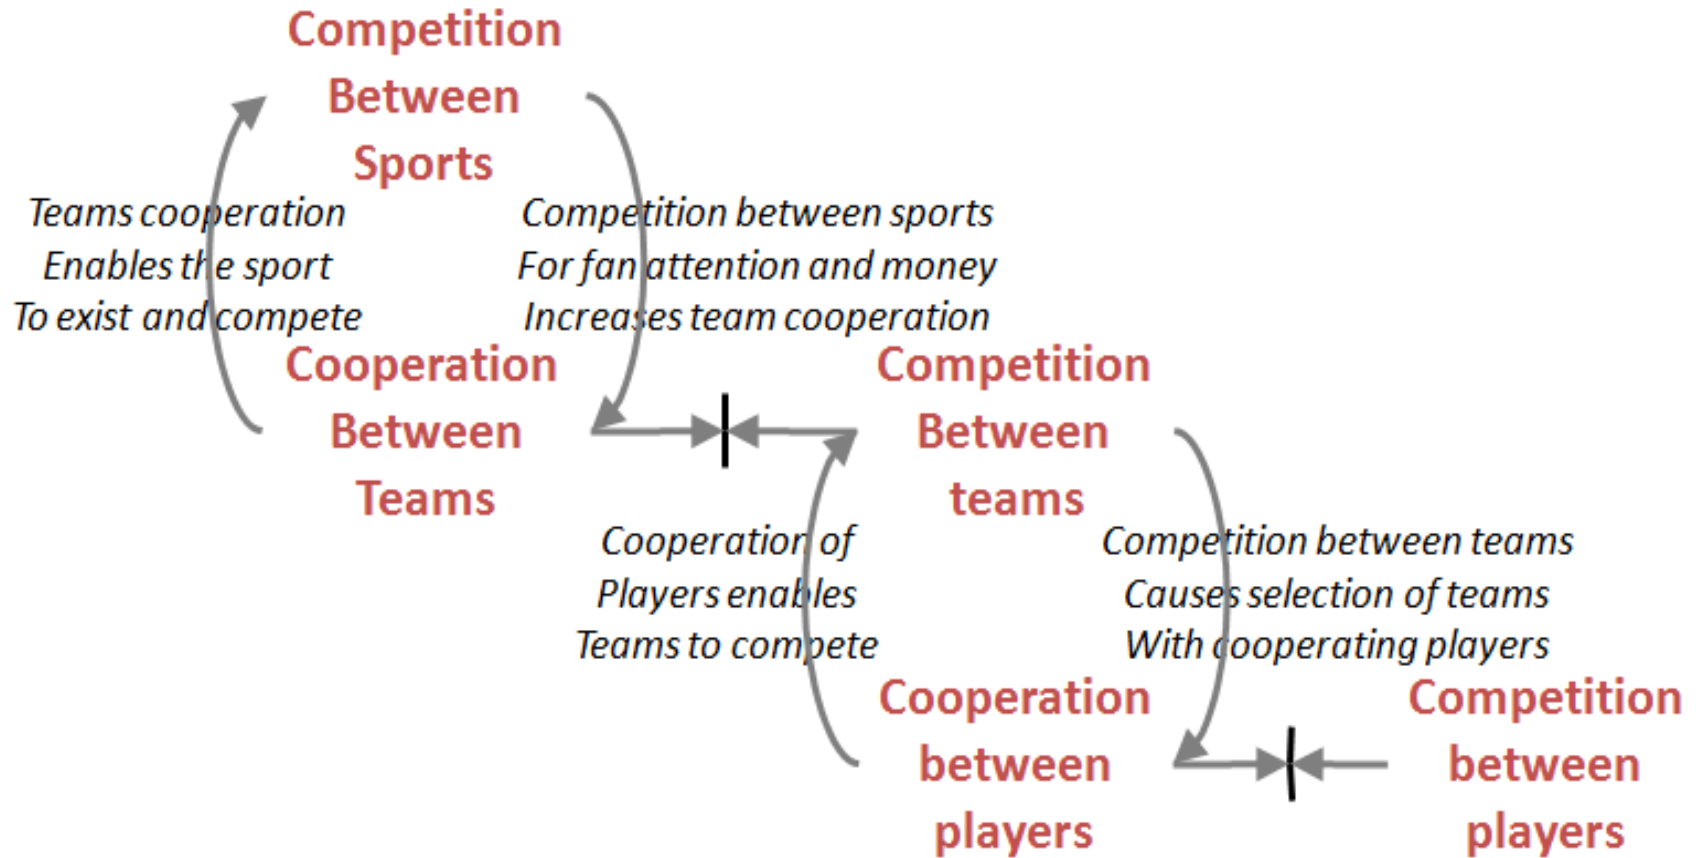 Competition
Between
Sports
Teams cooperation
Enables the sport
To exist and compete
Competition between sports
For fan attention and money
Increases team cooperation
Cooperation
Between
Teams
Competition
Between
teams
Cooperation of
Players enables
Teams to compete
Competition between teams
Causes selection of teams
With cooperating players
Cooperation
between
players
Competition
between
players